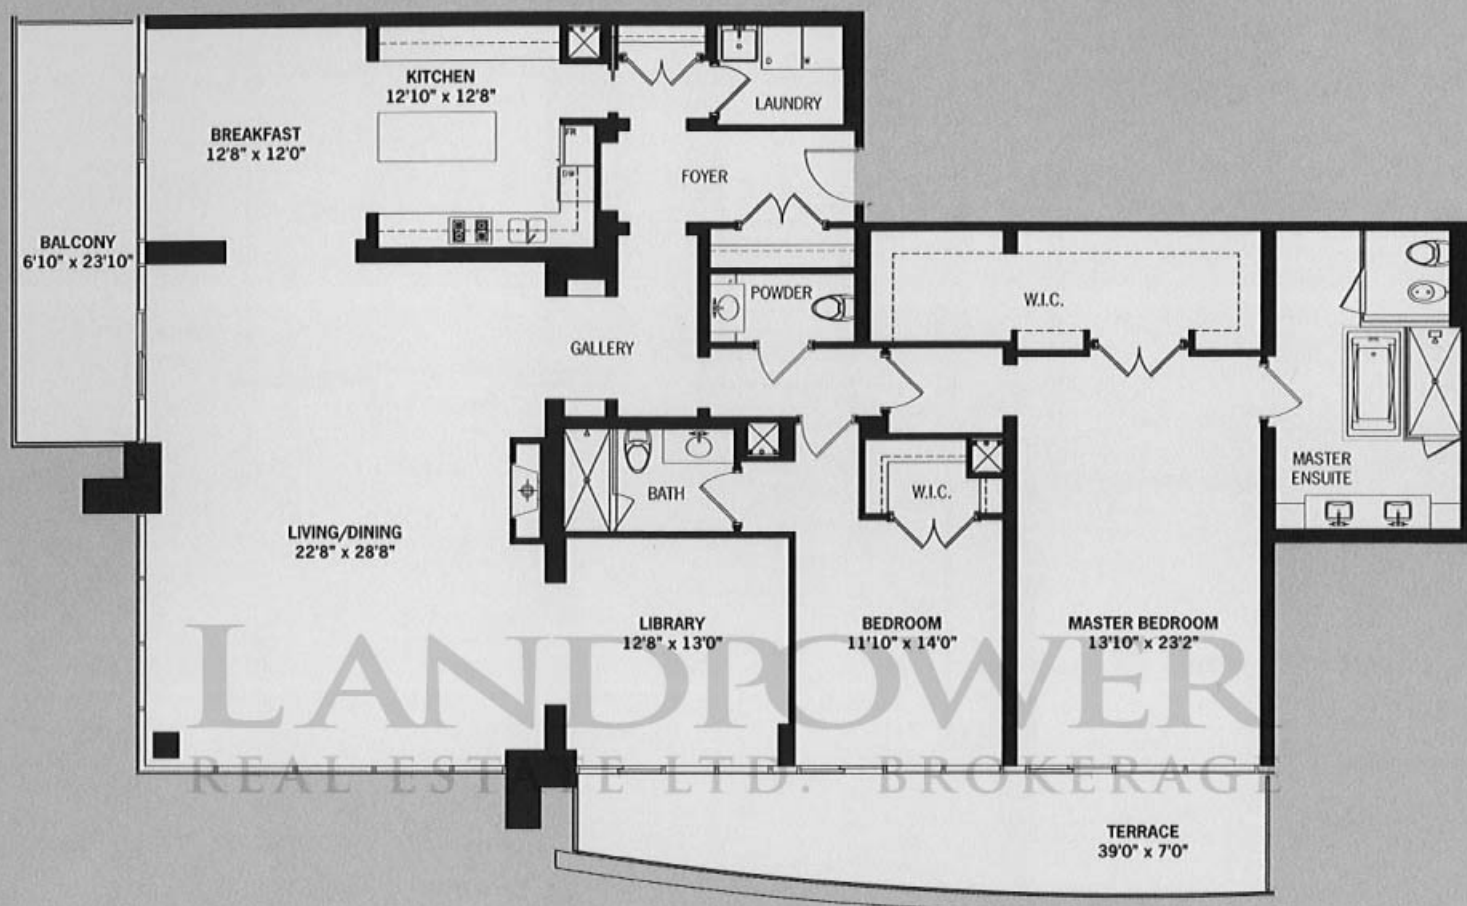 KITCHEN
12'10" x 12'8"
LAUNDRY
D
W
BREAKFAST
12'8" x 12'0"
FR
DW
FOYER
BALCONY
6'10" x 23'10"
POWDER
W.I.C.
GALLERY
MASTER
ENSUITE
BATH
W.I.C.
LIVING/DINING
22'8" x 28'8"
LIBRARY
12'8" x 13'0"
BEDROOM
11'10" x 14'0"
MASTER BEDROOM
13'10" x 23'2"
LANDPOWER
REAL ESTATE LTD. BROKERAGE
TERRACE
39'0" x 7'0"